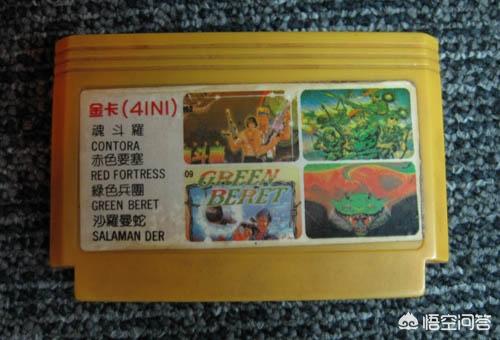 金卡(4IN1)
魂斗羅
CONTORA
赤色要塞
RED FORTRESS
綠色兵團
GREEN BERET
沙羅曼蛇
SALAMAN DER
09
GREEN
BERET
悟空问答